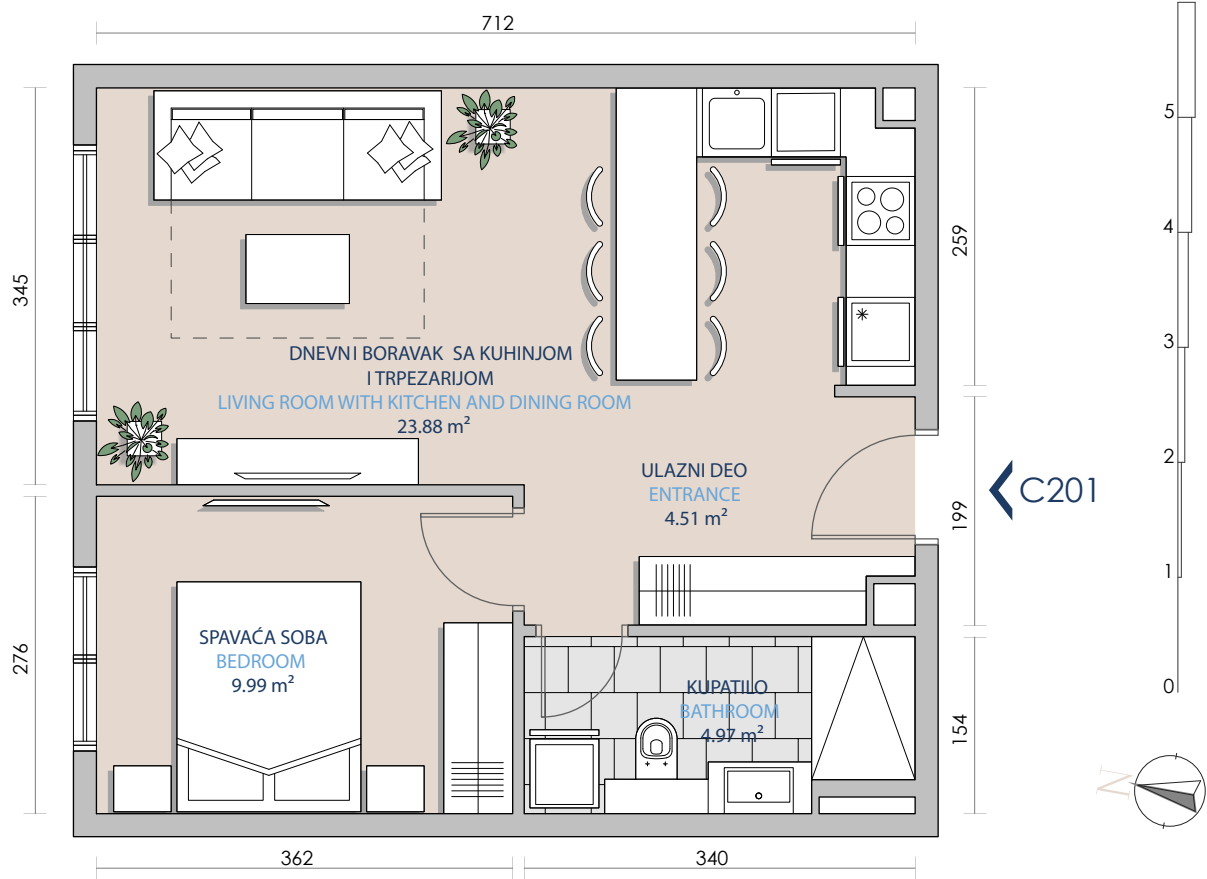 712
345
259
5
4
3
2
1
0
DNEVNI BORAVAK SA KUHINJOM
I TRPEZARIJOM
LIVING ROOM WITH KITCHEN AND DINING ROOM
23.88 m²
ULAZNI DEO
ENTRANCE
4.51 m²
199
C201
276
SPAVAĆA SOBA
BEDROOM
9.99 m²
KUPATILO
BATHROOM
4.97 m²
154
N
362
340